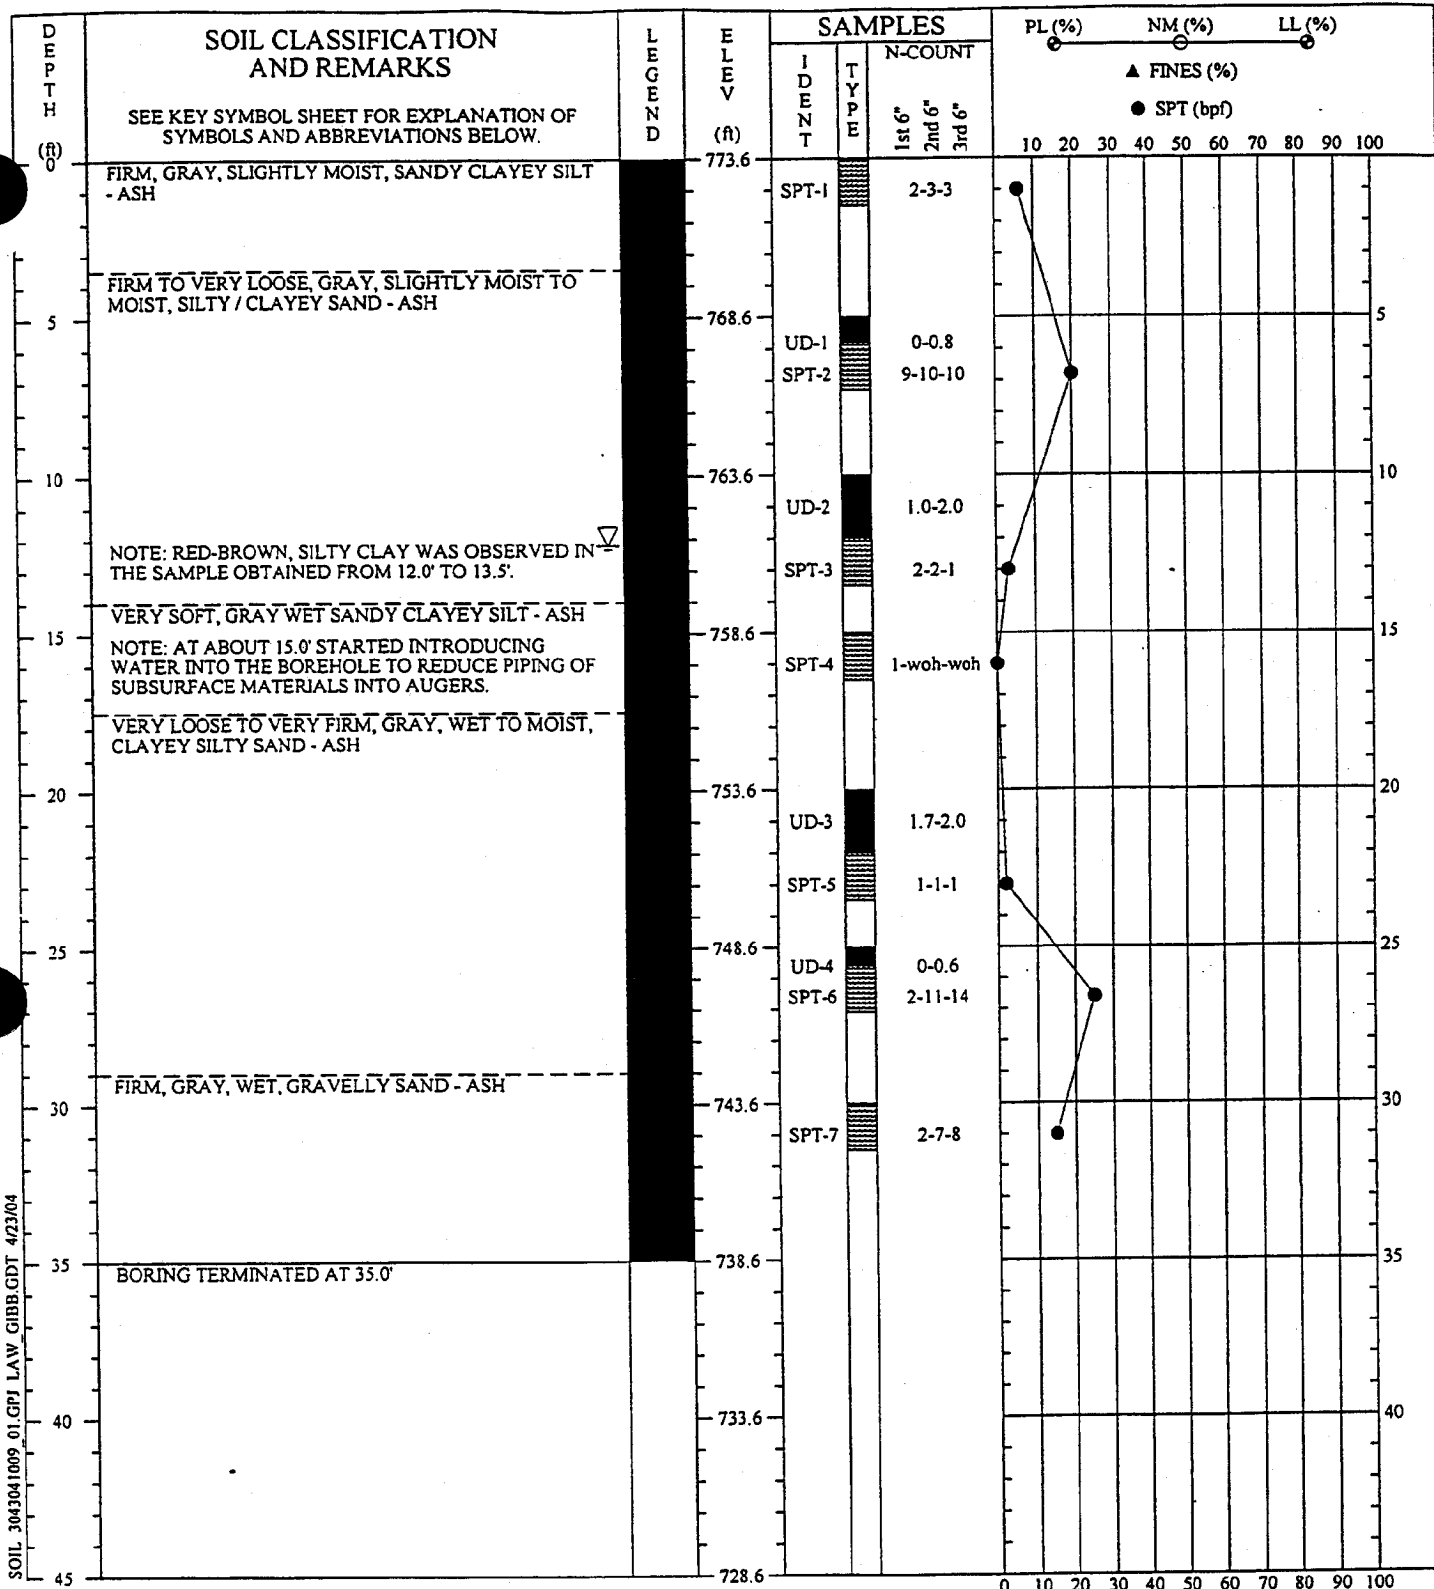 DEPTH (ft)
SOIL CLASSIFICATION
AND REMARKS
SEE KEY SYMBOL SHEET FOR EXPLANATION OF
SYMBOLS AND ABBREVIATIONS BELOW.
LEGEND
ELEV (ft)
SAMPLES
IDENT
TYPE
N-COUNT
1st 6"
2nd 6"
3rd 6"
PL (%) NM (%) LL (%)
▲ FINES (%)
● SPT (bpf)
10 20 30 40 50 60 70 80 90 100
0
FIRM, GRAY, SLIGHTLY MOIST, SANDY CLAYEY SILT
- ASH
773.6
SPT-1 2-3-3
FIRM TO VERY LOOSE, GRAY, SLIGHTLY MOIST TO
MOIST, SILTY / CLAYEY SAND - ASH
5 768.6 5
UD-1 0-0.8
SPT-2 9-10-10
10 763.6 10
UD-2 1.0-2.0
NOTE: RED-BROWN, SILTY CLAY WAS OBSERVED IN
THE SAMPLE OBTAINED FROM 12.0' TO 13.5'.
SPT-3 2-2-1
VERY SOFT, GRAY WET SANDY CLAYEY SILT - ASH
15 758.6 15
NOTE: AT ABOUT 15.0' STARTED INTRODUCING
WATER INTO THE BOREHOLE TO REDUCE PIPING OF
SUBSURFACE MATERIALS INTO AUGERS.
SPT-4 1-woh-woh
VERY LOOSE TO VERY FIRM, GRAY, WET TO MOIST,
CLAYEY SILTY SAND - ASH
20 753.6 20
UD-3 1.7-2.0
SPT-5 1-1-1
25 748.6 25
UD-4 0-0.6
SPT-6 2-11-14
FIRM, GRAY, WET, GRAVELLY SAND - ASH
30 743.6 30
SPT-7 2-7-8
35 738.6 35
BORING TERMINATED AT 35.0'
40 733.6 40
45 728.6
0 10 20 30 40 50 60 70 80 90 100
SOIL 3043041009_01.GPJ LAW_GIBB.GDT 4/23/04